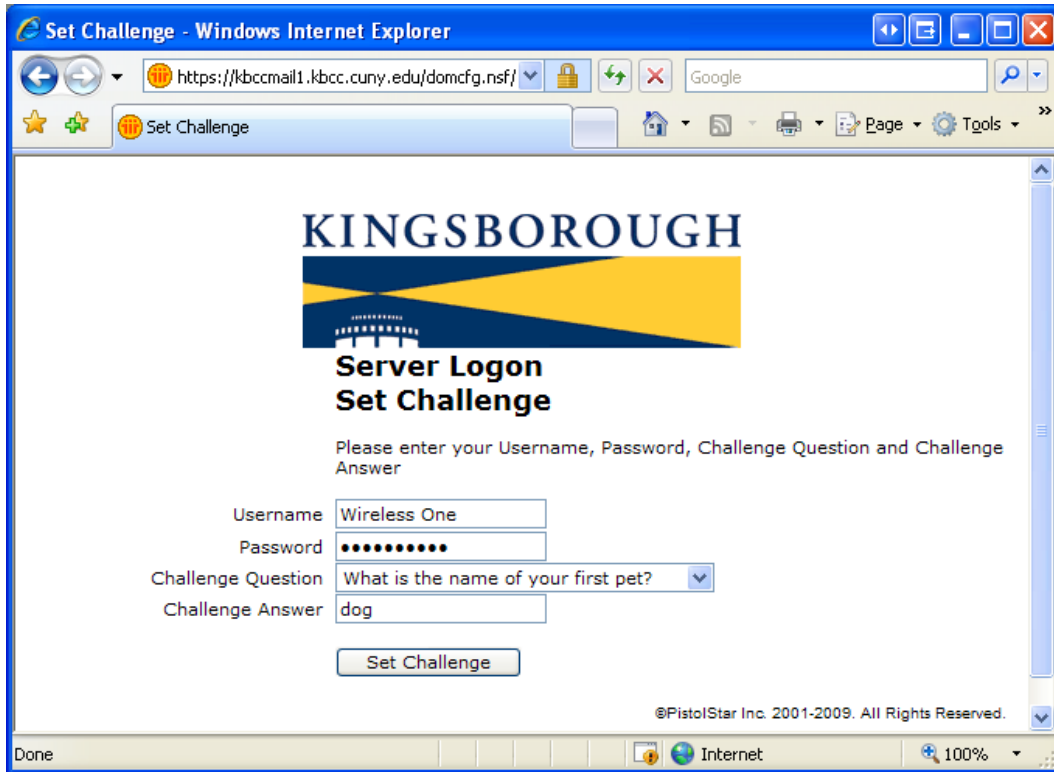 Set Challenge - Windows Internet Explorer
https://kbccmail1.kbcc.cuny.edu/domcfg.nsf/
Google
Set Challenge
Page
Tools
»
KINGSBOROUGH
Server Logon
Set Challenge
Please enter your Username, Password, Challenge Question and Challenge
Answer
Username Wireless One
Password ••••••••••
Challenge Question What is the name of your first pet?
Challenge Answer dog
Set Challenge
©PistolStar Inc. 2001-2009. All Rights Reserved.
Done Internet 100%